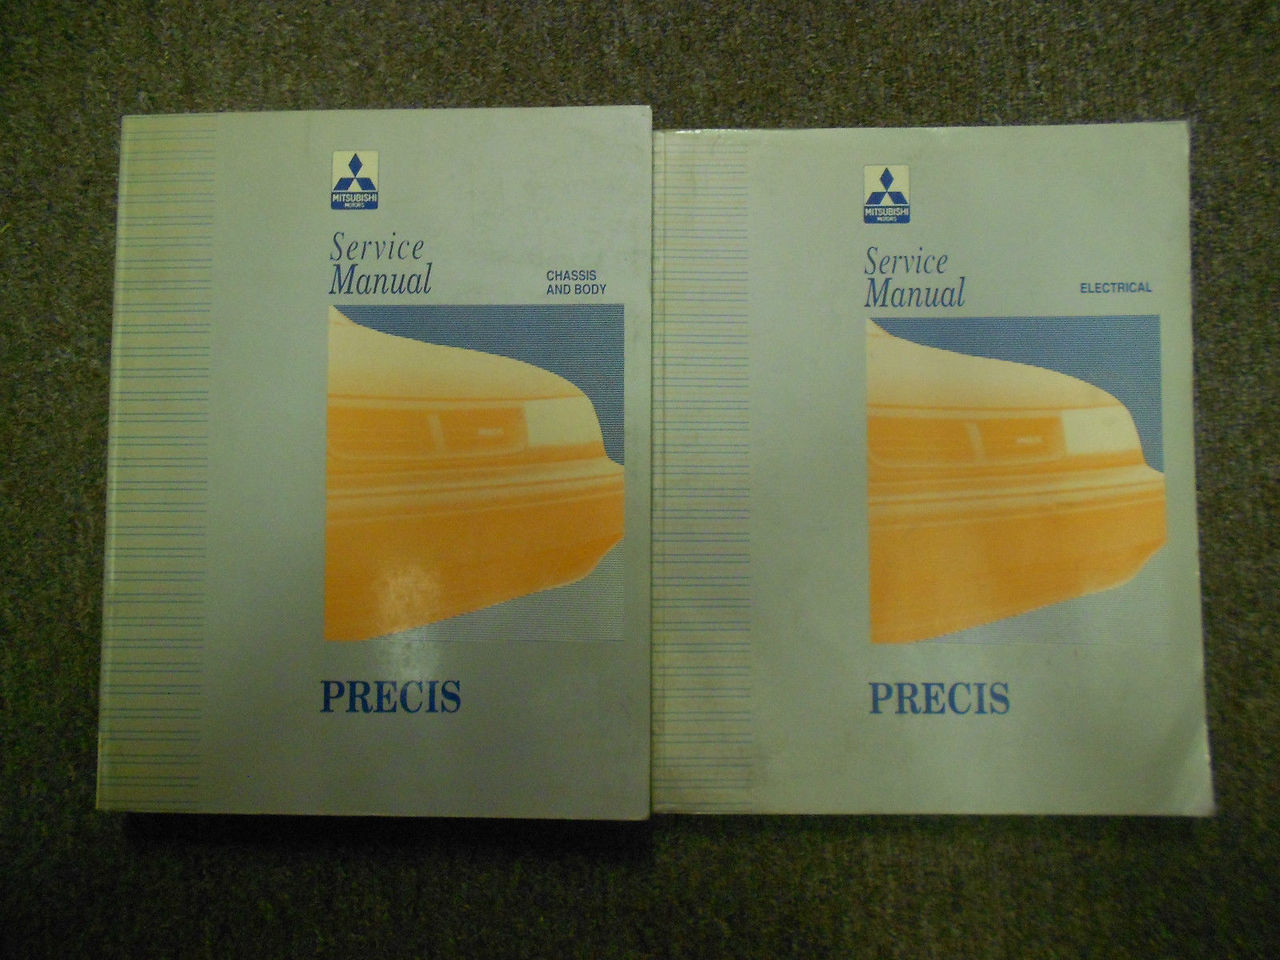 MITSUBISHI
MOTORS
Service
Manual
CHASSIS
AND BODY
PRECIS
MITSUBISHI
MOTORS
Service
Manual
ELECTRICAL
PRECIS